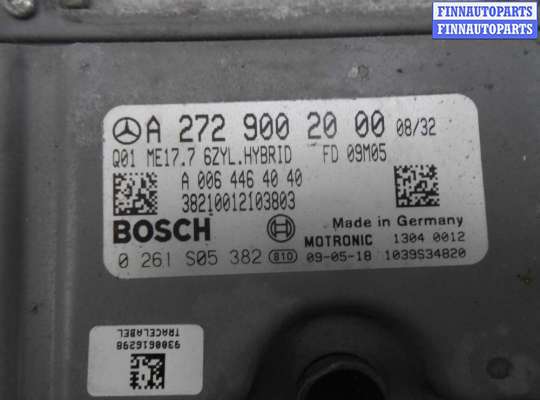 FINNAUTOPARTS
FINNAUTOPARTS
A 272 900 20 00 08/32
Q01 ME17.7 6ZYL.HYBRID FD 09M05
A 006 446 40 40
38210012103803
BOSCH
Made in Germany
MOTRONIC 1304 0012
0 261 S05 382 810 09-05-18 1039S34820
TRACELABEL
9300616298